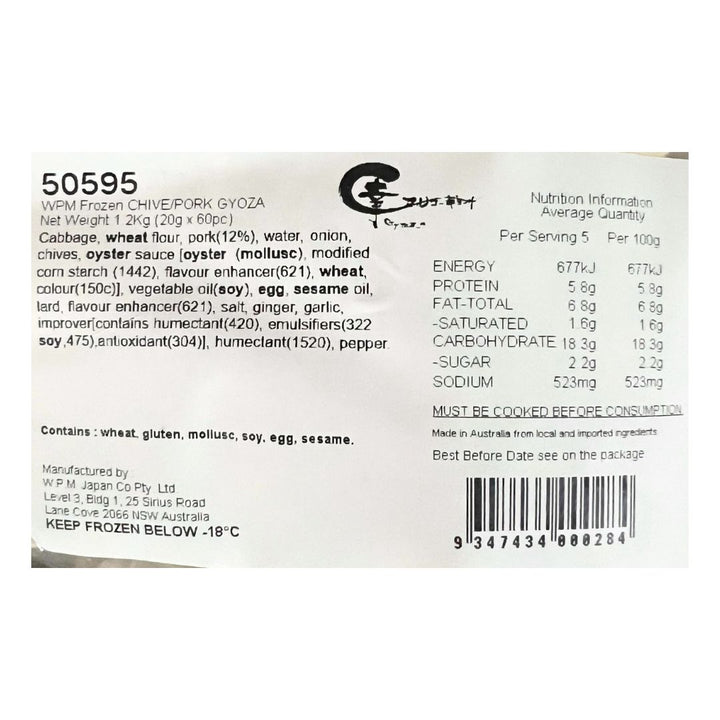 50595
WPM Frozen CHIVE/PORK GYOZA
Net Weight 1.2Kg (20g x 60pc)
Cabbage, wheat flour, pork(12%), water, onion,
chives, oyster sauce [oyster (mollusc), modified
corn starch (1442), flavour enhancer(621), wheat,
colour(150c)], vegetable oil(soy), egg, sesame oil,
lard, flavour enhancer(621), salt, ginger, garlic,
improver[contains humectant(420), emulsifiers(322
soy,475),antioxidant(304)], humectant(1520), pepper.
Contains : wheat, gluten, mollusc, soy, egg, sesame.
Manufactured by
W P M Japan Co Pty Ltd
Level 3, Bldg 1, 25 Sirius Road
Lane Cove 2066 NSW Australia
KEEP FROZEN BELOW -18°C
幸
Gyoza
Nutrition Information
Average Quantity
Per Serving 5 Per 100g
ENERGY 677kJ 677kJ
PROTEIN 5.8g 5.8g
FAT-TOTAL 6.8g 6.8g
-SATURATED 1.6g 1.6g
CARBOHYDRATE 18.3g 18.3g
-SUGAR 2.2g 2.2g
SODIUM 523mg 523mg
MUST BE COOKED BEFORE CONSUMPTION
Made in Australia from local and imported ingredients
Best Before Date see on the package
9 347434 000284